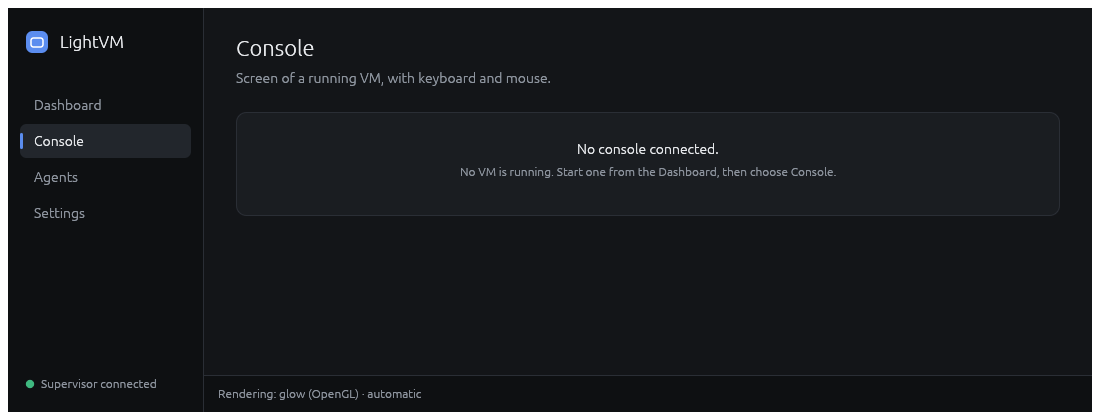 LightVM
Dashboard
Console
Agents
Settings
Supervisor connected
Console
Screen of a running VM, with keyboard and mouse.
No console connected.
No VM is running. Start one from the Dashboard, then choose Console.
Rendering: glow (OpenGL) · automatic